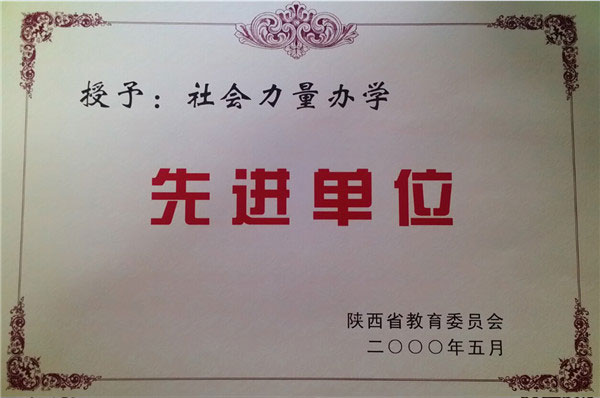 授予：社会力量办学
先进单位
陕西省教育委员会
二〇〇〇年五月